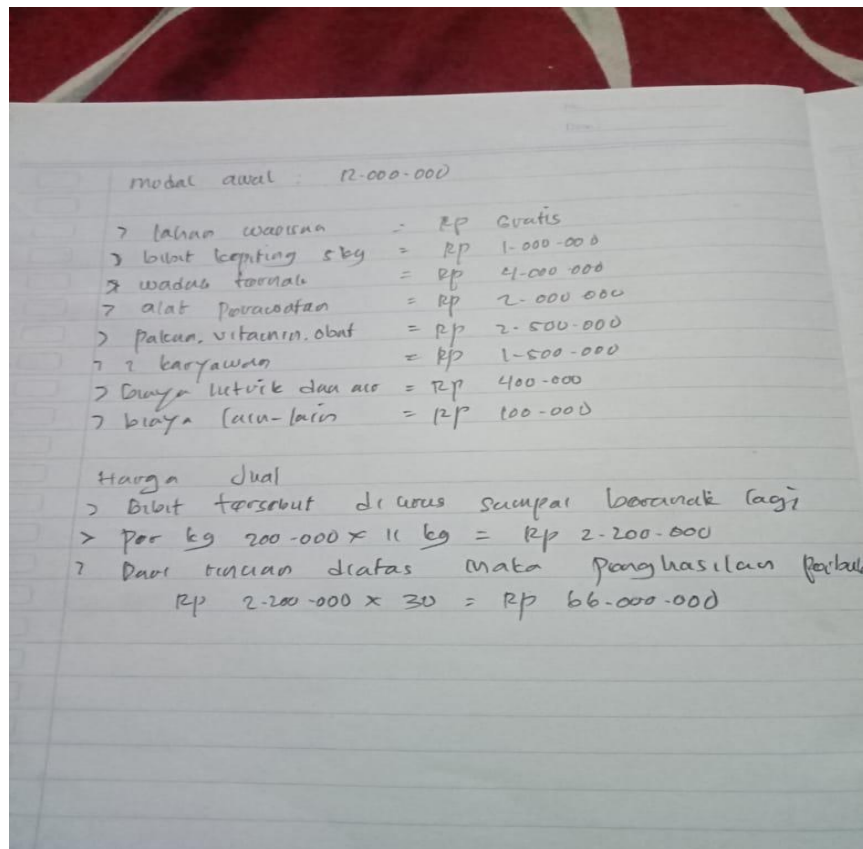 modal awal : 12.000.000
> lahan warisan = Rp Gratis
> bibit kepiting 5kg = Rp 1.000.000
> wadah ternak = Rp 4.000.000
> alat perawatan = Rp 2.000.000
> Pakan, vitamin, obat = Rp 2.500.000
> 2 karyawan = Rp 1.500.000
> biaya listrik dan air = Rp 400.000
> biaya lain-lain = Rp 100.000
Harga Jual
> Bibit tersebut di urus sampai beranak lagi
> Per kg 200.000 x 11 kg = Rp 2.200.000
> Dari rincian diatas maka penghasilan perbul
Rp 2.200.000 x 30 = Rp 66.000.000